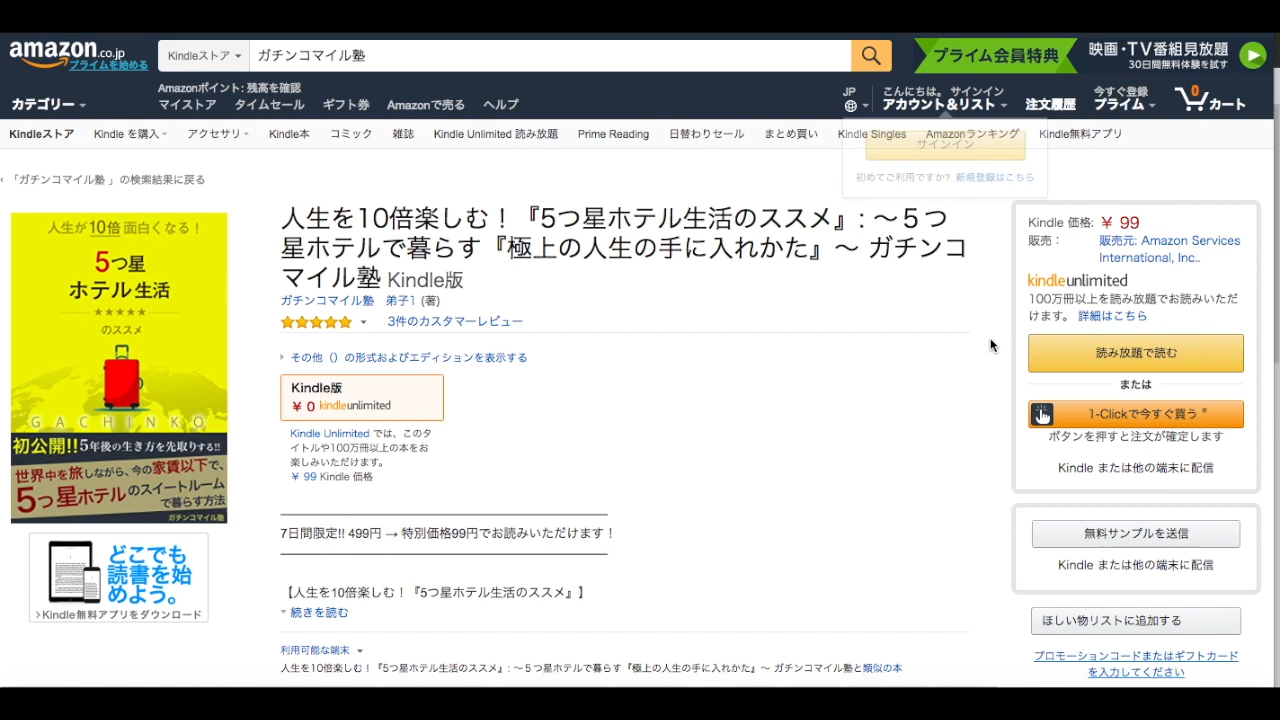 amazon.co.jp
プライムを始める
Kindleストア
ガチンコマイル塾
プライム会員特典
映画・TV番組見放題
30日間無料体験を試す
カテゴリー
Amazonポイント: 残高を確認
マイストア タイムセール ギフト券 Amazonで売る ヘルプ
JP
こんにちは。サインイン
アカウント&リスト
注文履歴
今すぐ登録
プライム
0
カート
Kindleストア Kindle を購入 アクセサリ Kindle本 コミック 雑誌 Kindle Unlimited 読み放題 Prime Reading 日替わりセール まとめ買い Kindle Singles Amazonランキング Kindle無料アプリ
サインイン
初めてご利用ですか? 新規登録はこちら
‹ 「ガチンコマイル塾 」の検索結果に戻る
人生が10倍面白くなる！
5つ星
ホテル生活
★★★★★
のススメ
GACHINKO
初公開!!5年後の生き方を先取りする!!
世界中を旅しながら、今の家賃以下で、
5つ星ホテルのスイートルーム
で暮らす方法
ガチンコマイル塾
どこでも
読書を始
めよう。
>Kindle無料アプリをダウンロード
人生を10倍楽しむ！『5つ星ホテル生活のススメ』: 〜５つ
星ホテルで暮らす『極上の人生の手に入れかた』〜 ガチンコ
マイル塾 Kindle版
ガチンコマイル塾 弟子1 (著)
3件のカスタマーレビュー
その他（）の形式およびエディションを表示する
Kindle版
￥ 0 kindleunlimited
Kindle Unlimited では、このタ
イトルや100万冊以上の本をお
楽しみいただけます。
￥ 99 Kindle 価格
7日間限定!! 499円 → 特別価格99円でお読みいただけます！
【人生を10倍楽しむ！『5つ星ホテル生活のススメ』】
続きを読む
利用可能な端末
人生を10倍楽しむ！『5つ星ホテル生活のススメ』: 〜５つ星ホテルで暮らす『極上の人生の手に入れかた』〜 ガチンコマイル塾と類似の本
Kindle 価格: ￥ 99
販売： 販売元: Amazon Services
International, Inc..
kindleunlimited
100万冊以上を読み放題でお読みいただ
けます。 詳細はこちら
読み放題で読む
または
1-Clickで今すぐ買う ®
ボタンを押すと注文が確定します
Kindle または他の端末に配信
無料サンプルを送信
Kindle または他の端末に配信
ほしい物リストに追加する
プロモーションコードまたはギフトカード
を入力してください